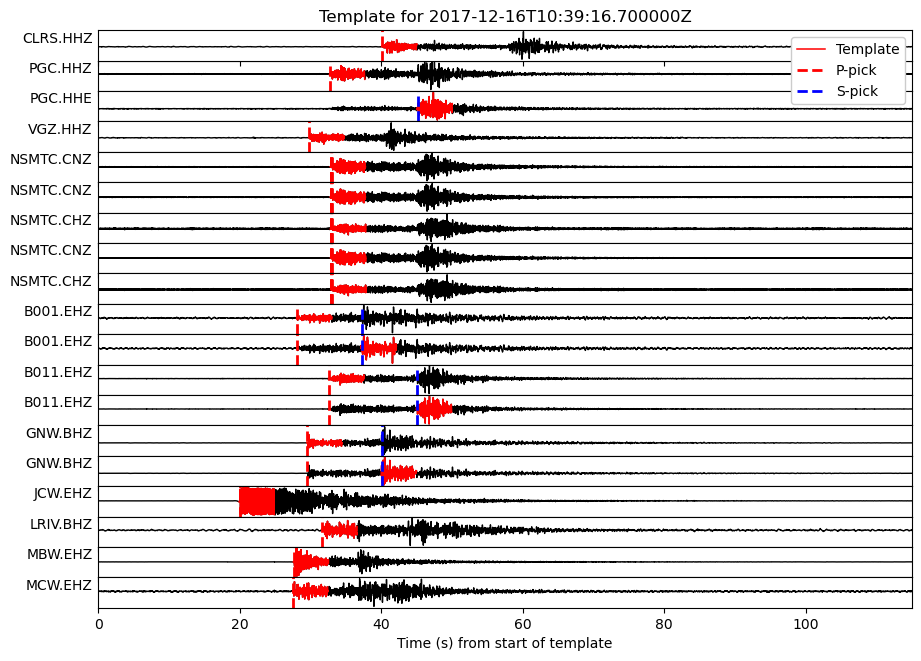 Template for 2017-12-16T10:39:16.700000Z
CLRS.HHZ
PGC.HHZ
PGC.HHE
VGZ.HHZ
NSMTC.CNZ
NSMTC.CNZ
NSMTC.CHZ
NSMTC.CNZ
NSMTC.CHZ
B001.EHZ
B001.EHZ
B011.EHZ
B011.EHZ
GNW.BHZ
GNW.BHZ
JCW.EHZ
LRIV.BHZ
MBW.EHZ
MCW.EHZ
Template
P-pick
S-pick
0 20 40 60 80 100
Time (s) from start of template